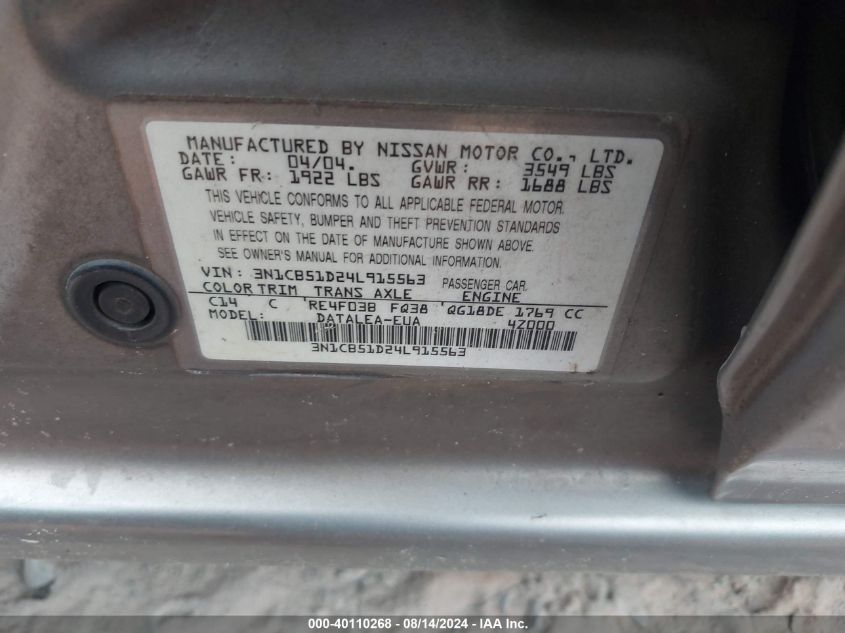 MANUFACTURED BY NISSAN MOTOR CO., LTD.
DATE: 04/04. GVWR: 3549 LBS
GAWR FR: 1922 LBS GAWR RR: 1688 LBS
THIS VEHICLE CONFORMS TO ALL APPLICABLE FEDERAL MOTOR
VEHICLE SAFETY, BUMPER AND THEFT PREVENTION STANDARDS
IN EFFECT ON THE DATE OF MANUFACTURE SHOWN ABOVE.
SEE OWNER'S MANUAL FOR ADDITIONAL INFORMATION.
VIN: 3N1CB51D24L915563 PASSENGER CAR.
COLOR TRIM TRANS AXLE ENGINE
C14 C RE4F03B FQ38 QG18DE 1769 CC
MODEL: DATALEA-EUA 4Z000
3N1CB51D24L915563
000-40110268 - 08/14/2024 - IAA Inc.